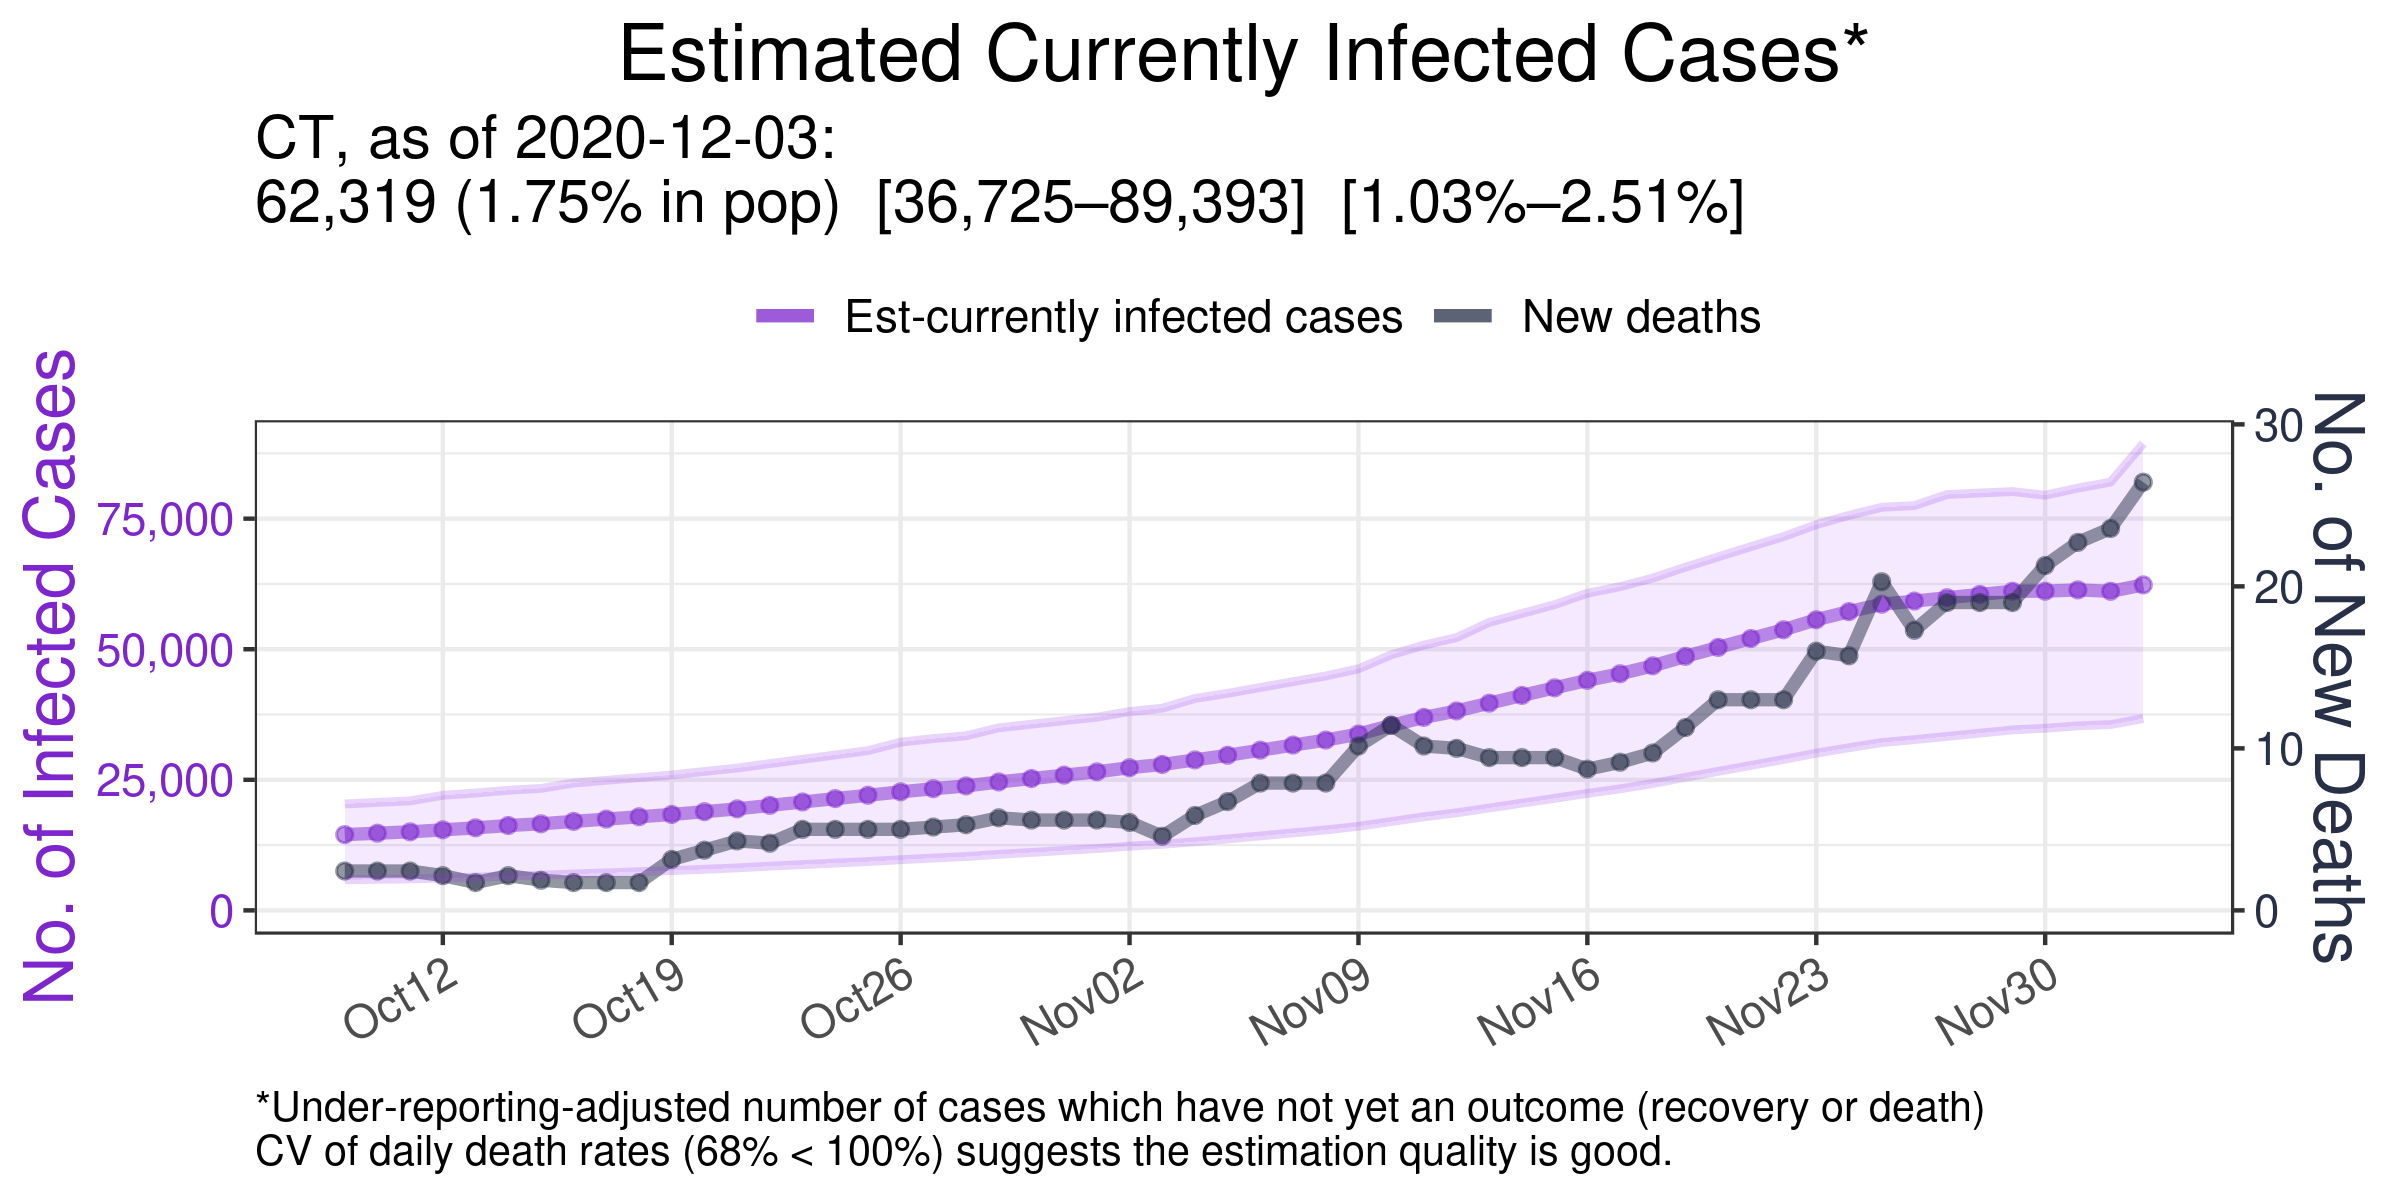 Estimated Currently Infected Cases*
CT, as of 2020-12-03:
62,319 (1.75% in pop)  [36,725–89,393]  [1.03%–2.51%]
Est-currently infected cases
New deaths
No. of Infected Cases
75,000
50,000
25,000
0
30
20
10
0
No. of New Deaths
Oct12
Oct19
Oct26
Nov02
Nov09
Nov16
Nov23
Nov30
*Under-reporting-adjusted number of cases which have not yet an outcome (recovery or death)
CV of daily death rates (68% < 100%) suggests the estimation quality is good.